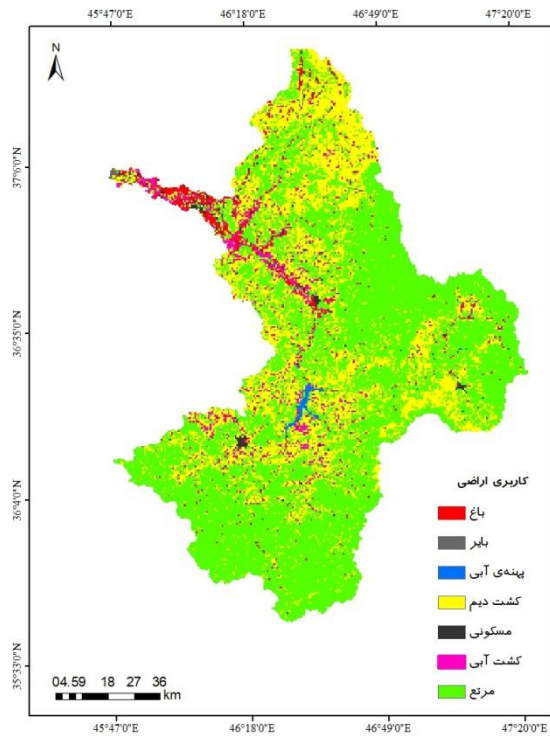 45°47'0"E 46°18'0"E 46°49'0"E 47°20'0"E
N
37°6'0"N
36°35'0"N
36°4'0"N
35°33'0"N
کاربری اراضی
باغ
بایر
پهنه‌ی آبی
کشت دیم
مسکونی
کشت آبی
مرتع
04.59 18 27 36
km
45°47'0"E 46°18'0"E 46°49'0"E 47°20'0"E